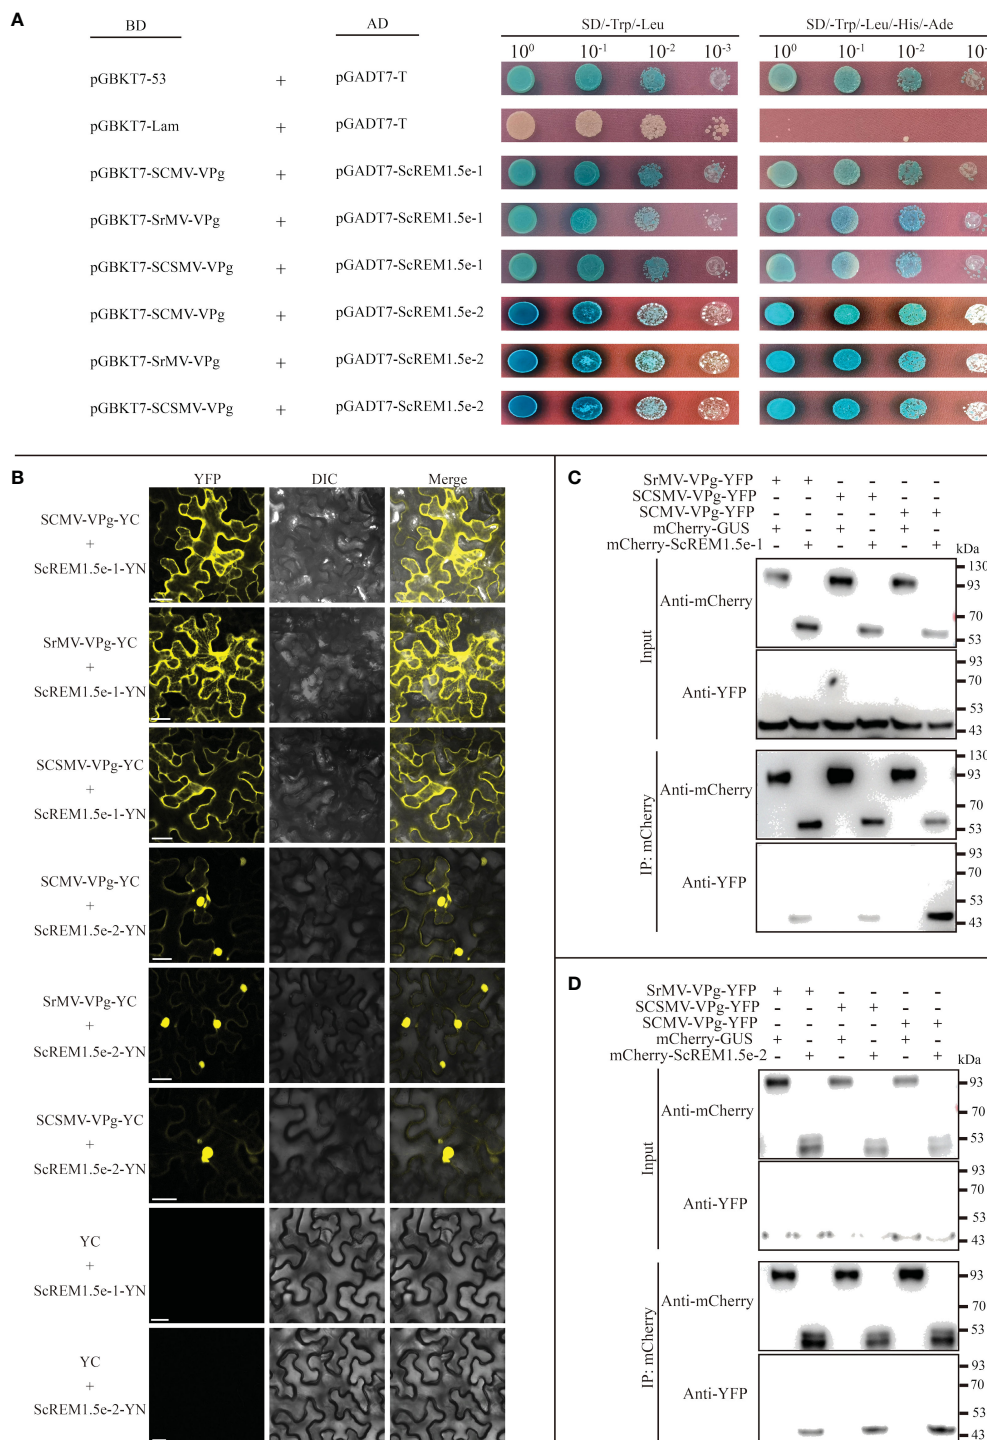 A
BD AD SD/-Trp/-Leu SD/-Trp/-Leu/-His/-Ade
10⁰ 10⁻¹ 10⁻² 10⁻³ 10⁰ 10⁻¹ 10⁻²
pGBKT7-53 + pGADT7-T
pGBKT7-Lam + pGADT7-T
pGBKT7-SCMV-VPg + pGADT7-ScREM1.5e-1
pGBKT7-SrMV-VPg + pGADT7-ScREM1.5e-1
pGBKT7-SCSMV-VPg + pGADT7-ScREM1.5e-1
pGBKT7-SCMV-VPg + pGADT7-ScREM1.5e-2
pGBKT7-SrMV-VPg + pGADT7-ScREM1.5e-2
pGBKT7-SCSMV-VPg + pGADT7-ScREM1.5e-2
B
YFP DIC Merge
SCMV-VPg-YC
+
ScREM1.5e-1-YN
SrMV-VPg-YC
+
ScREM1.5e-1-YN
SCSMV-VPg-YC
+
ScREM1.5e-1-YN
SCMV-VPg-YC
+
ScREM1.5e-2-YN
SrMV-VPg-YC
+
ScREM1.5e-2-YN
SCSMV-VPg-YC
+
ScREM1.5e-2-YN
YC
+
ScREM1.5e-1-YN
YC
+
ScREM1.5e-2-YN
C
SrMV-VPg-YFP + + - - - -
SCSMV-VPg-YFP - - + + - -
SCMV-VPg-YFP - - - - + +
mCherry-GUS + - + - + -
mCherry-ScREM1.5e-1 - + - + - +
kDa
Input
Anti-mCherry
130
93
70
53
Anti-YFP
93
70
53
43
IP: mCherry
Anti-mCherry
130
93
70
53
Anti-YFP
93
70
53
43
D
SrMV-VPg-YFP + + - - - -
SCSMV-VPg-YFP - - + + - -
SCMV-VPg-YFP - - - - + +
mCherry-GUS + - + - + -
mCherry-ScREM1.5e-2 - + - + - +
kDa
Input
Anti-mCherry
93
70
53
Anti-YFP
93
70
53
43
IP: mCherry
Anti-mCherry
93
70
53
Anti-YFP
93
70
53
43